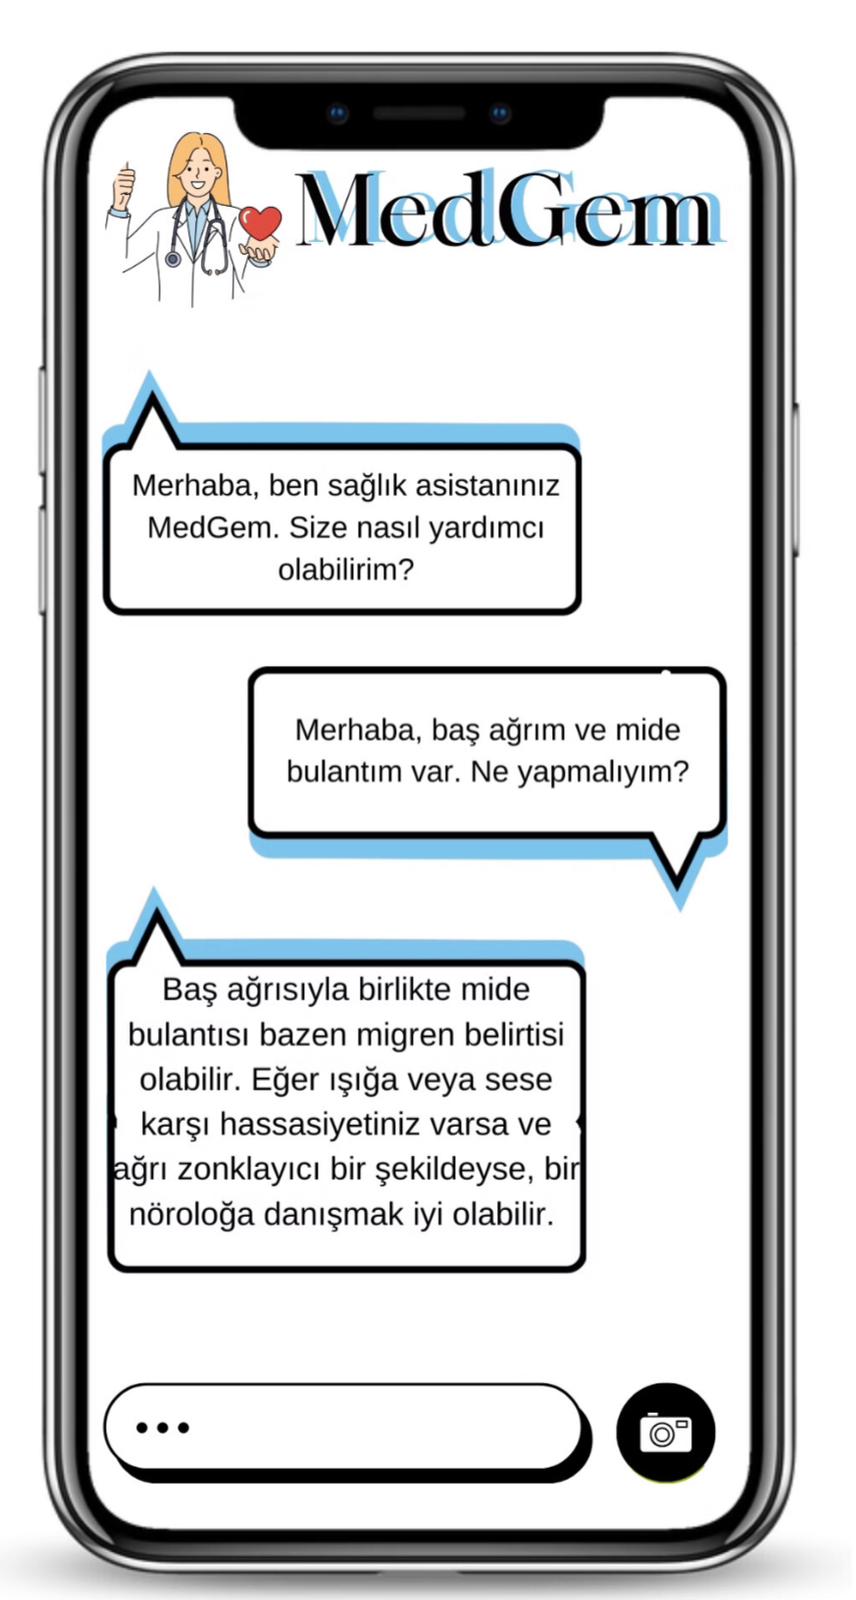 MedGem
Merhaba, ben sağlık asistanınız
MedGem. Size nasıl yardımcı
olabilirim?
Merhaba, baş ağrım ve mide
bulantım var. Ne yapmalıyım?
Baş ağrısıyla birlikte mide
bulantısı bazen migren belirtisi
olabilir. Eğer ışığa veya sese
karşı hassasiyetiniz varsa ve
ağrı zonklayıcı bir şekildeyse, bir
nöroloğa danışmak iyi olabilir.